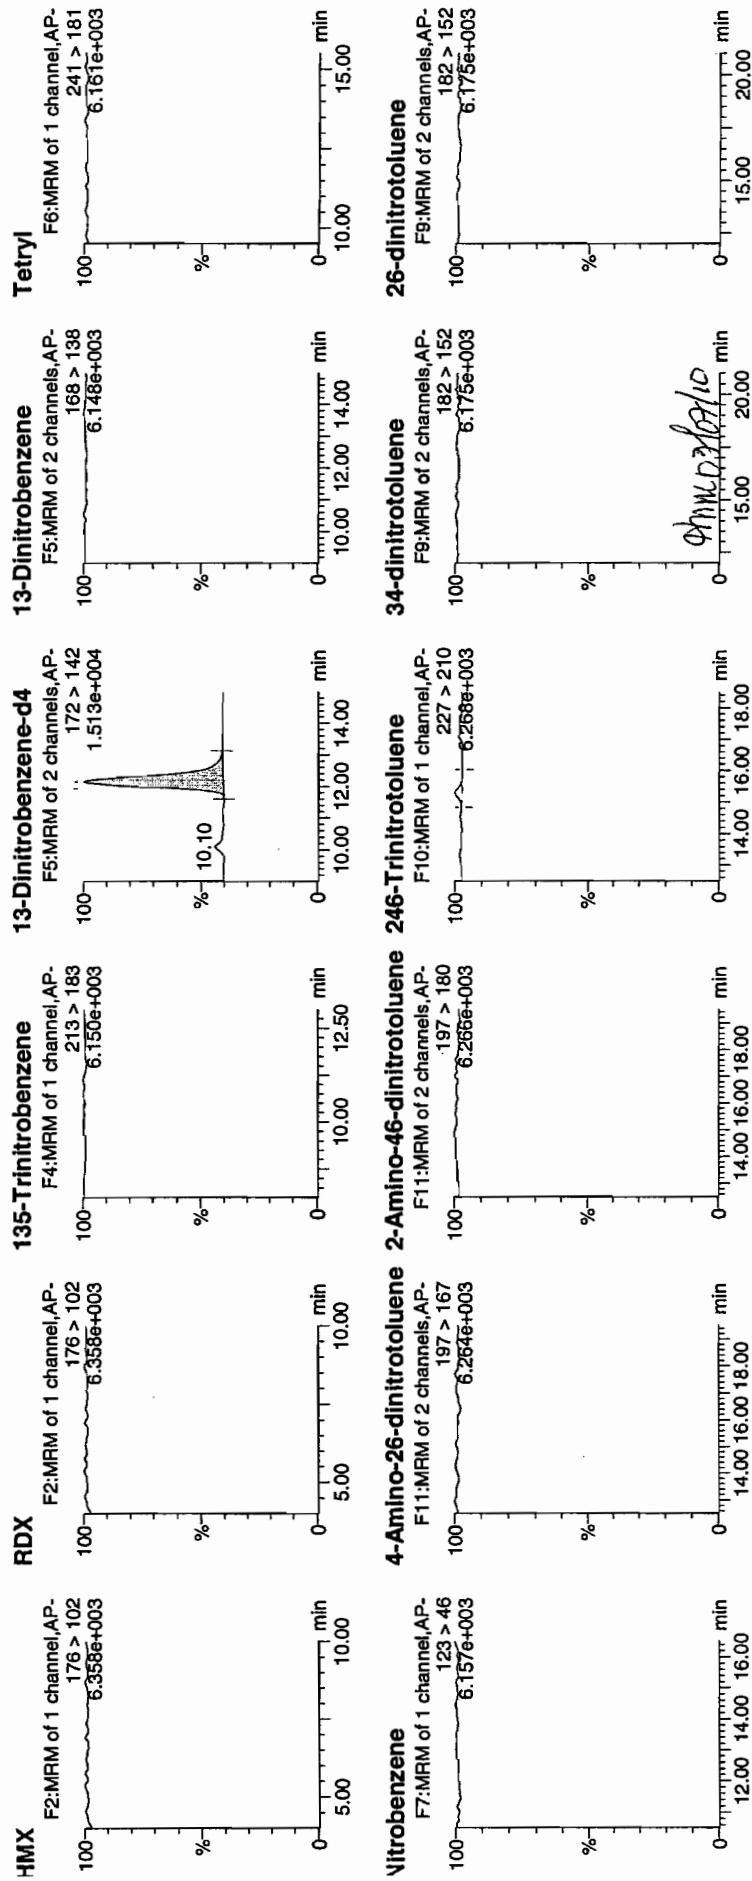 HMX
F2:MRM of 1 channel,AP-
176 > 102
6.358e+003
100
%
0
5.00 10.00 min
RDX
F2:MRM of 1 channel,AP-
176 > 102
6.358e+003
100
%
0
5.00 10.00 min
135-Trinitrobenzene
F4:MRM of 1 channel,AP-
213 > 183
6.150e+003
100
%
0
10.00 12.50 min
13-Dinitrobenzene-d4
F5:MRM of 2 channels,AP-
172 > 142
1.513e+004
100
10.10
%
0
10.00 12.00 14.00 min
13-Dinitrobenzene
F5:MRM of 2 channels,AP-
168 > 138
6.148e+003
100
%
0
10.00 12.00 14.00 min
Tetryl
F6:MRM of 1 channel,AP-
241 > 181
6.161e+003
100
%
0
10.00 15.00 min
Nitrobenzene
F7:MRM of 1 channel,AP-
123 > 46
6.157e+003
100
%
0
12.00 14.00 16.00 min
4-Amino-26-dinitrotoluene
F11:MRM of 2 channels,AP-
197 > 167
6.264e+003
100
%
0
14.00 16.00 18.00 min
2-Amino-46-dinitrotoluene
F11:MRM of 2 channels,AP-
197 > 180
6.266e+003
100
%
0
14.00 16.00 18.00 min
246-Trinitrotoluene
F10:MRM of 1 channel,AP-
227 > 210
6.268e+003
100
%
0
14.00 16.00 18.00 min
34-dinitrotoluene
F9:MRM of 2 channels,AP-
182 > 152
6.175e+003
100
%
0
15.00 20.00 min
26-dinitrotoluene
F9:MRM of 2 channels,AP-
182 > 152
6.175e+003
100
%
0
15.00 20.00 min